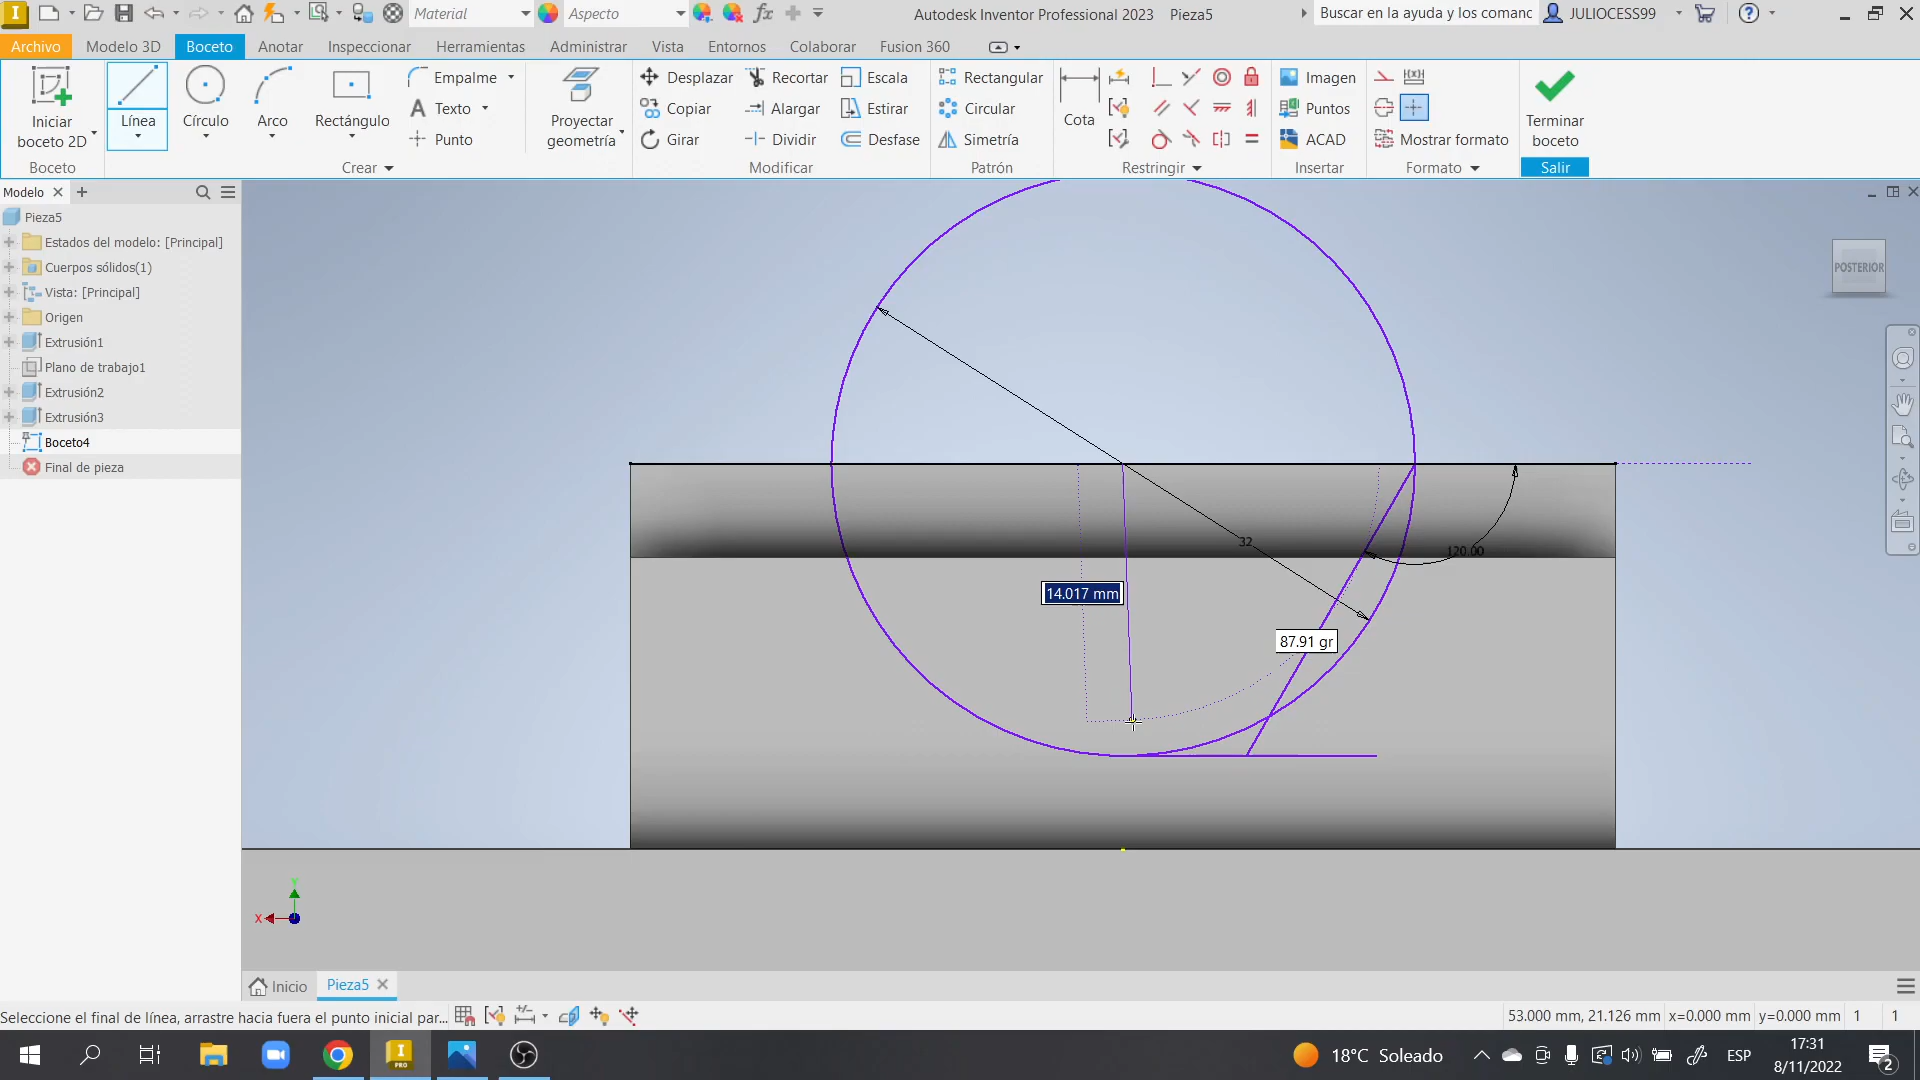 Material
Aspecto
Autodesk Inventor Professional 2023 Pieza5
Buscar en la ayuda y los comanc
JULIOCESS99
Archivo
Modelo 3D
Boceto
Anotar
Inspeccionar
Herramientas
Administrar
Vista
Entornos
Colaborar
Fusion 360
Iniciar
boceto 2D
Línea
Círculo
Arco
Rectángulo
Empalme
Texto
Punto
Proyectar
geometría
Desplazar
Copiar
Girar
Recortar
Alargar
Dividir
Escala
Estirar
Desfase
Rectangular
Circular
Simetría
Cota
Imagen
Puntos
ACAD
Mostrar formato
Terminar
boceto
Boceto
Crear
Modificar
Patrón
Restringir
Insertar
Formato
Salir
Modelo
Pieza5
Estados del modelo: [Principal]
Cuerpos sólidos(1)
Vista: [Principal]
Origen
Extrusión1
Plano de trabajo1
Extrusión2
Extrusión3
Boceto4
Final de pieza
POSTERIOR
32
120.00
14.017 mm
87.91 gr
Y
X
Inicio
Pieza5
Seleccione el final de línea, arrastre hacia fuera el punto inicial par...
53.000 mm, 21.126 mm
x=0.000 mm
y=0.000 mm
1
1
18°C Soleado
ESP
17:31
8/11/2022
2